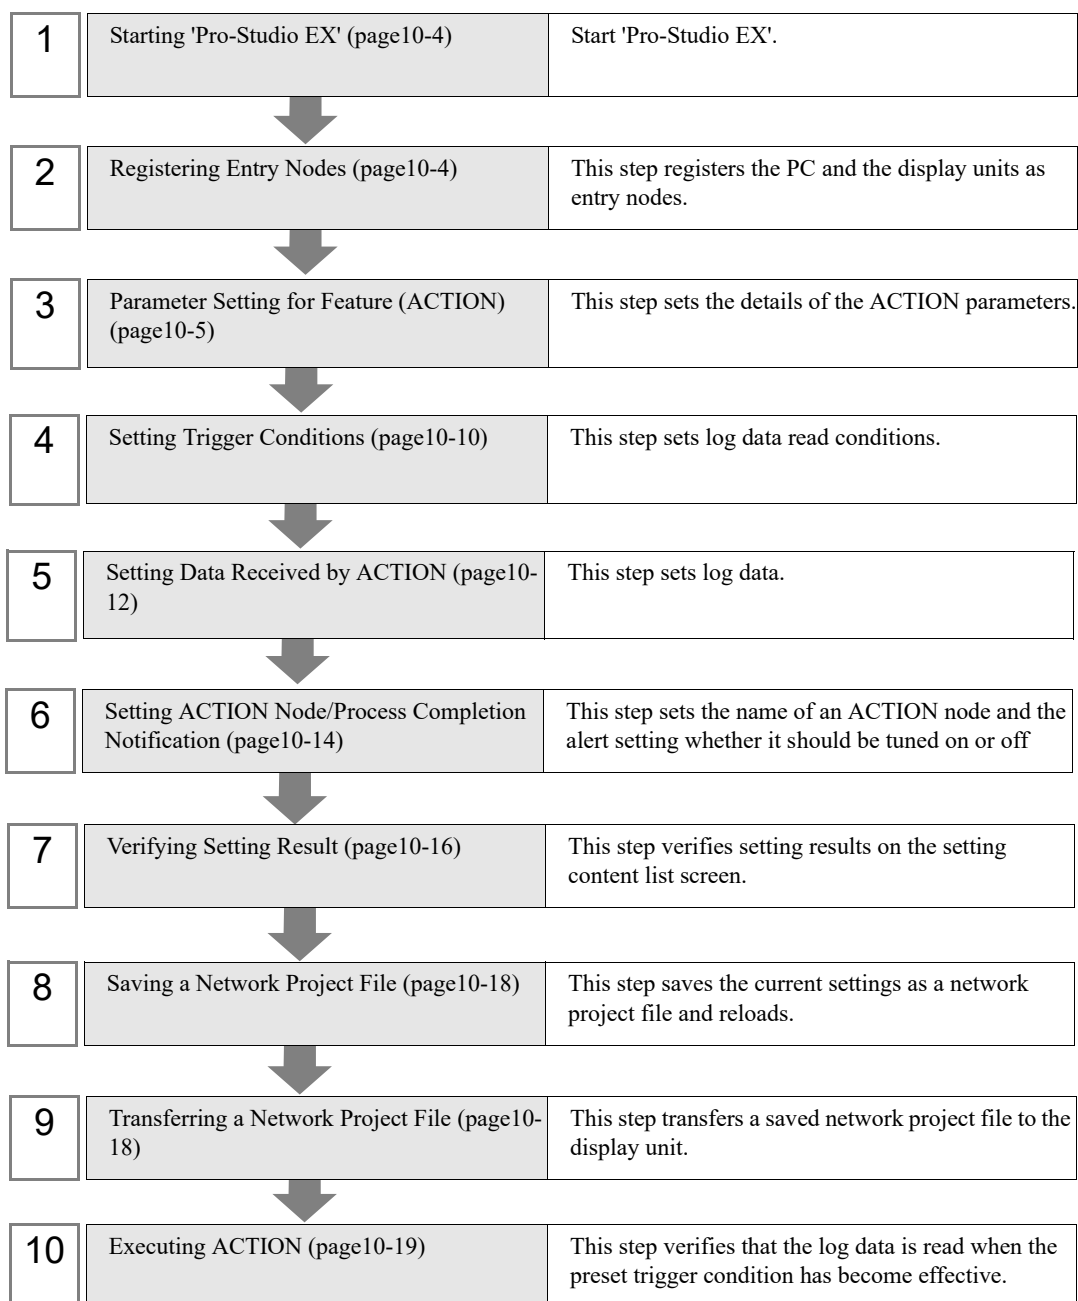 1
Starting 'Pro-Studio EX' (page10-4)
Start 'Pro-Studio EX'.
2
Registering Entry Nodes (page10-4)
This step registers the PC and the display units as
entry nodes.
3
Parameter Setting for Feature (ACTION)
(page10-5)
This step sets the details of the ACTION parameters.
4
Setting Trigger Conditions (page10-10)
This step sets log data read conditions.
5
Setting Data Received by ACTION (page10-
12)
This step sets log data.
6
Setting ACTION Node/Process Completion
Notification (page10-14)
This step sets the name of an ACTION node and the
alert setting whether it should be tuned on or off
7
Verifying Setting Result (page10-16)
This step verifies setting results on the setting
content list screen.
8
Saving a Network Project File (page10-18)
This step saves the current settings as a network
project file and reloads.
9
Transferring a Network Project File (page10-
18)
This step transfers a saved network project file to the
display unit.
10
Executing ACTION (page10-19)
This step verifies that the log data is read when the
preset trigger condition has become effective.